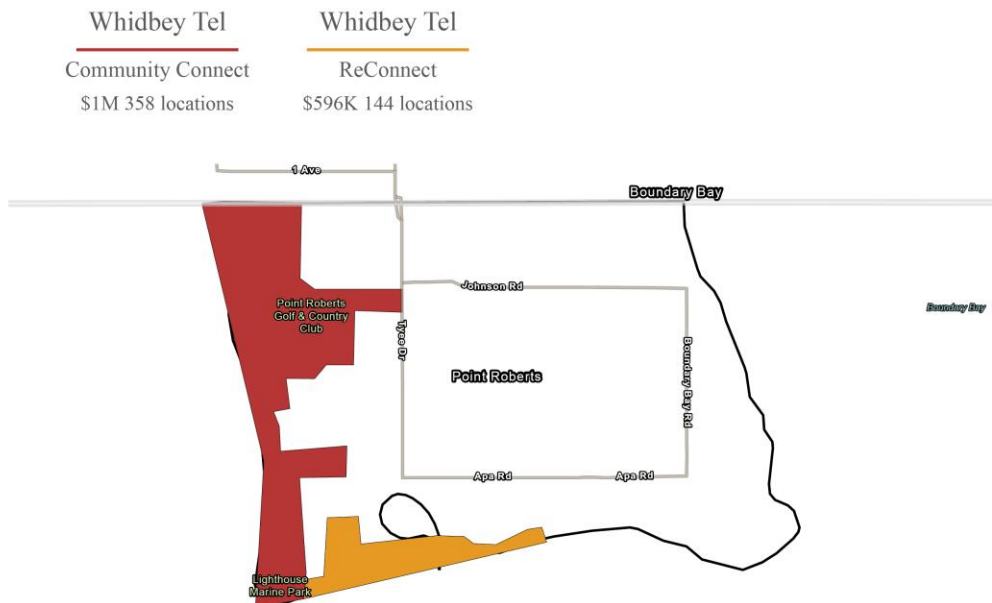 Whidbey Tel
Community Connect
$1M 358 locations
Whidbey Tel
ReConnect
$596K 144 locations
1 Ave
Boundary Bay
Johnson Rd
Point Roberts
Golf & Country
Club
Boundary Bay
Tyee Dr
Boundary Bay Rd
Point Roberts
Apa Rd
Apa Rd
Lighthouse
Marine Park